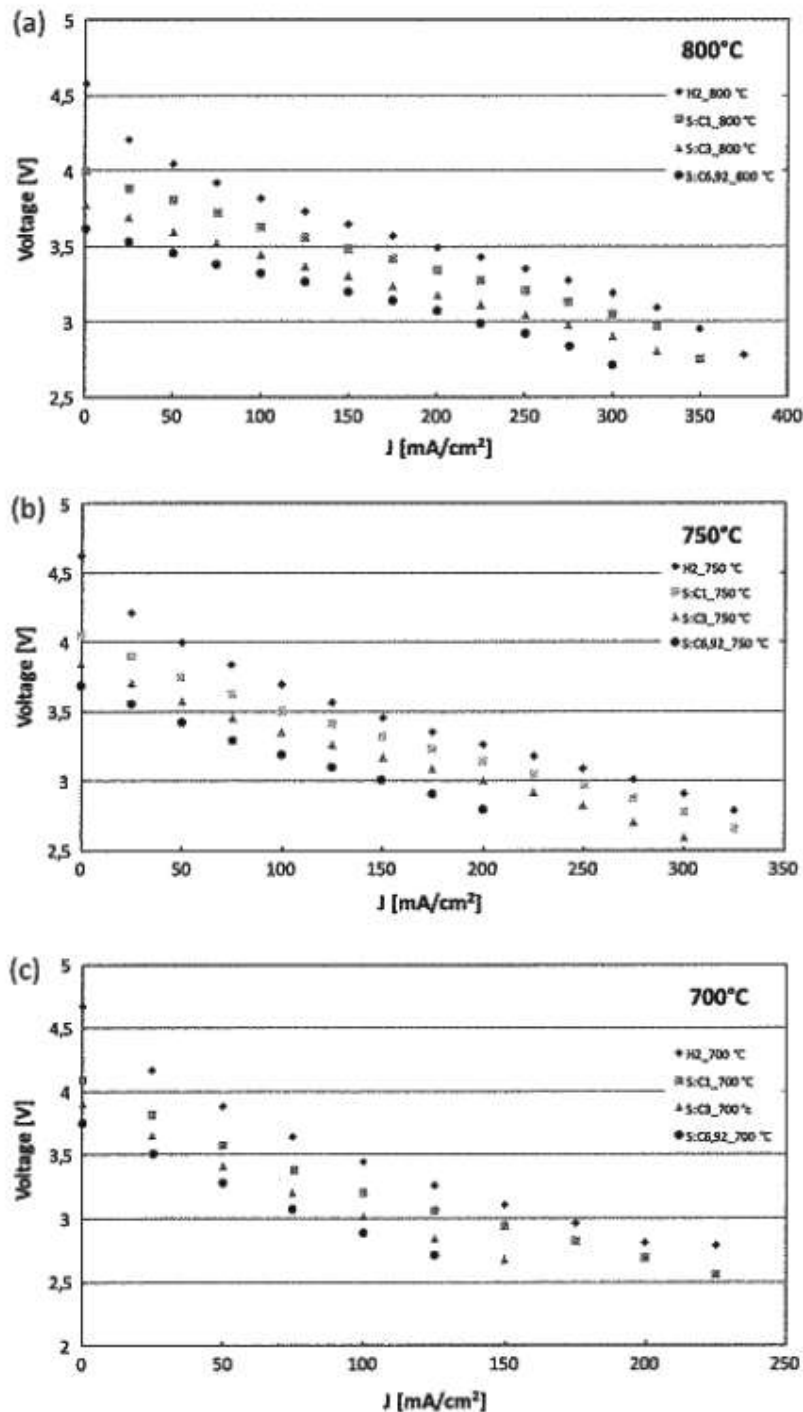 (a)
5
4,5
4
3,5
3
2,5
Voltage [V]
800°C
H2_800 °C
S:C1_800 °C
S:C3_800 °C
S:C6,92_800 °C
0 50 100 150 200 250 300 350 400
J [mA/cm²]
(b)
5
4,5
4
3,5
3
2,5
Voltage [V]
750°C
H2_750 °C
S:C1_750 °C
S:C3_750 °C
S:C6,92_750 °C
0 50 100 150 200 250 300 350
J [mA/cm²]
(c)
5
4,5
4
3,5
3
2,5
2
Voltage [V]
700°C
H2_700 °C
S:C1_700 °C
S:C3_700 °c
S:C6,92_700 °C
0 50 100 150 200 250
J [mA/cm²]